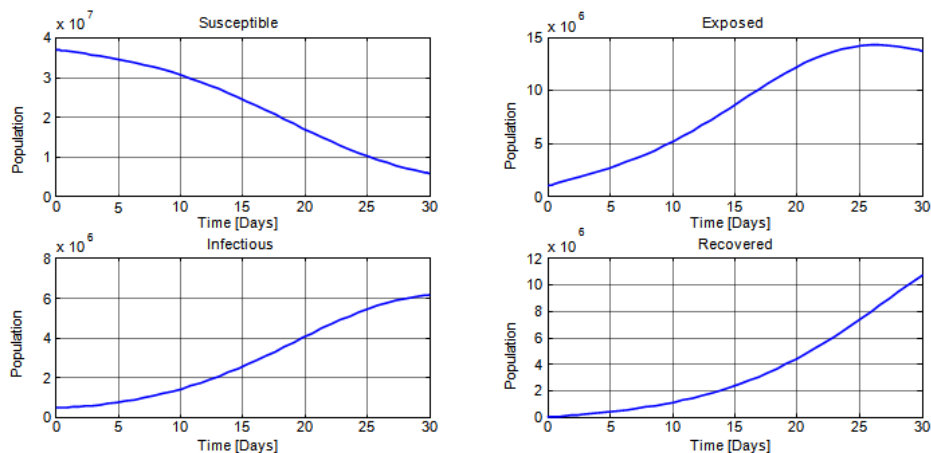 x 10^7
Susceptible
4
3
2
1
0
Population
0 5 10 15 20 25 30
Time [Days]
x 10^6
Exposed
15
10
5
0
Population
0 5 10 15 20 25 30
Time [Days]
x 10^6
Infectious
8
6
4
2
0
Population
0 5 10 15 20 25 30
Time [Days]
x 10^6
Recovered
12
10
8
6
4
2
0
Population
0 5 10 15 20 25 30
Time [Days]